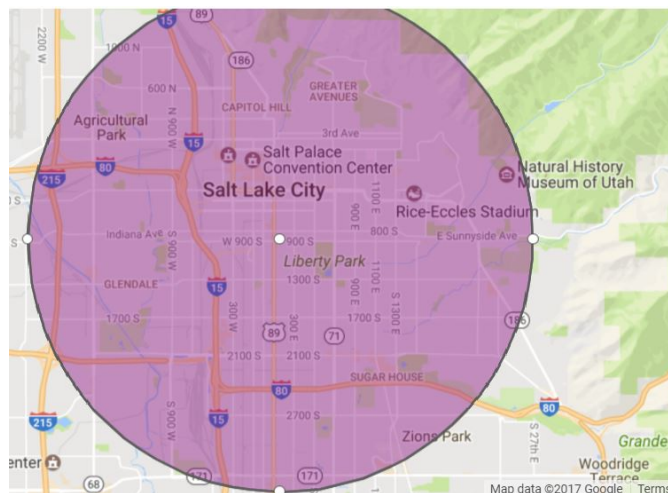 89
15
2200 W
1000 N
186
600 N
GREATER
AVENUES
N 900 W
CAPITOL HILL
Agricultural
Park
3rd Ave
15
80
Salt Palace
Convention Center
215
Natural History
Museum of Utah
Salt Lake City
1100 E
Rice-Eccles Stadium
900 E
800 S
Indiana Ave
S 900 W
W 900 S
900 S
E Sunnyside Ave
S
Liberty Park
GLENDALE
15
1300 S
1100 E
900 E
300 W
300 E
S 1300 E
1700 S
1700 S
186
89
71
2100 S
2100 S
SUGAR HOUSE
80
80
215
S 900 W
15
2700 S
S 27th E
Zions Park
Grande
enter
68
171
171
Woodridge
Terrace
Map data ©2017 Google
Terms